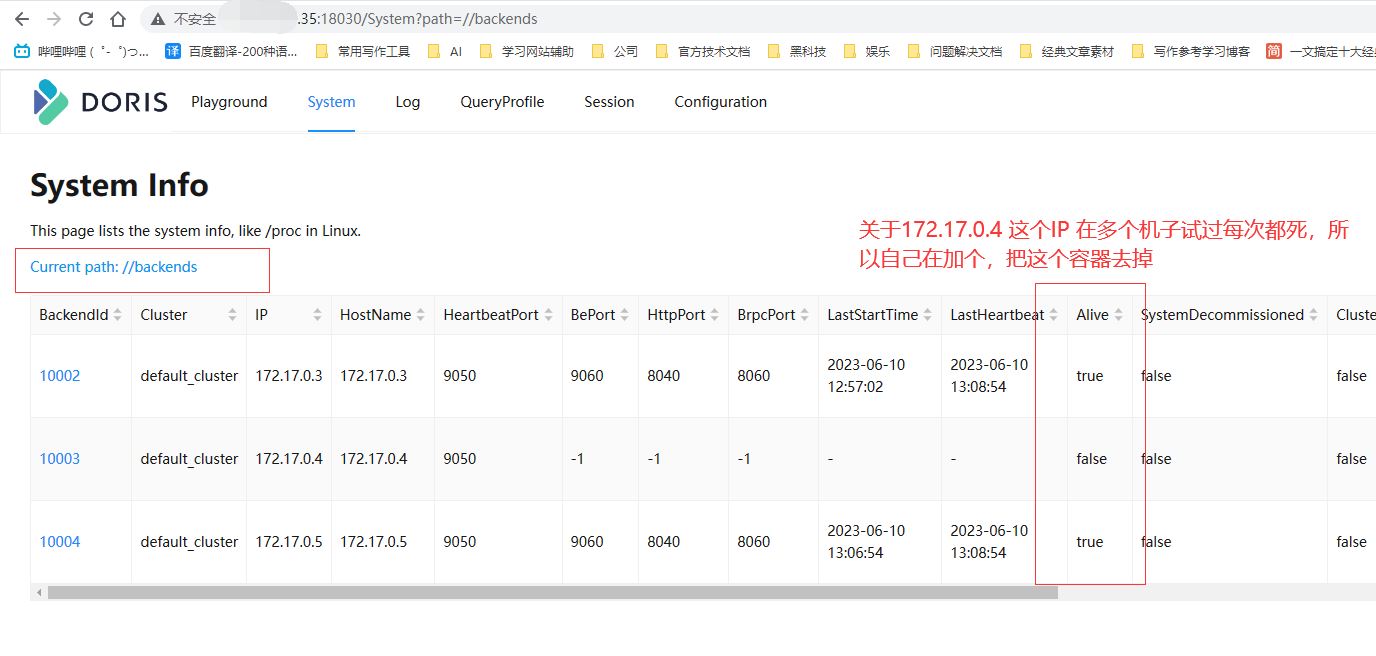 不安全 .35:18030/System?path=//backends
哔哩哔哩 ( ゜- ゜)つ... 译 百度翻译-200种语... 常用写作工具 AI 学习网站辅助 公司 官方技术文档 黑科技 娱乐 问题解决文档 经典文章素材 写作参考学习博客 简 一文搞定十大经
DORIS Playground System Log QueryProfile Session Configuration
System Info
This page lists the system info, like /proc in Linux.
关于172.17.0.4 这个IP 在多个机子试过每次都死，所
以自己在加个，把这个容器去掉
Current path: //backends
BackendId Cluster IP HostName HeartbeatPort BePort HttpPort BrpcPort LastStartTime LastHeartbeat Alive SystemDecommissioned Cluste
10002 default_cluster 172.17.0.3 172.17.0.3 9050 9060 8040 8060 2023-06-10 12:57:02 2023-06-10 13:08:54 true false false
10003 default_cluster 172.17.0.4 172.17.0.4 9050 -1 -1 -1 - - false false false
10004 default_cluster 172.17.0.5 172.17.0.5 9050 9060 8040 8060 2023-06-10 13:06:54 2023-06-10 13:08:54 true false false